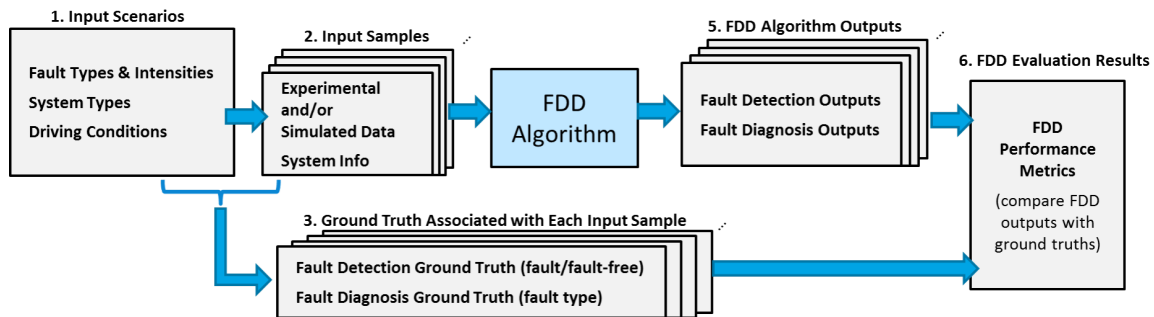 1. Input Scenarios
Fault Types & Intensities
System Types
Driving Conditions
2. Input Samples
Experimental
and/or
Simulated Data
System Info
FDD
Algorithm
5. FDD Algorithm Outputs
Fault Detection Outputs
Fault Diagnosis Outputs
6. FDD Evaluation Results
FDD
Performance
Metrics
(compare FDD
outputs with
ground truths)
3. Ground Truth Associated with Each Input Sample
Fault Detection Ground Truth (fault/fault-free)
Fault Diagnosis Ground Truth (fault type)